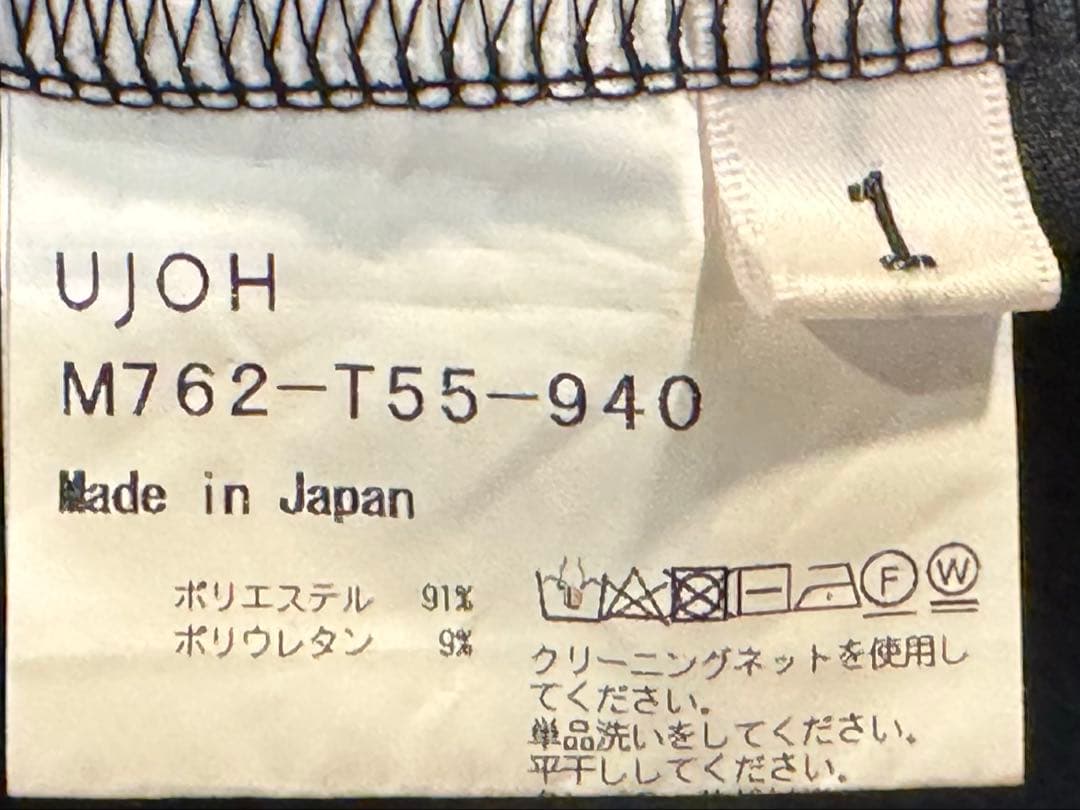 1
UJOH
M762-T55-940
Made in Japan
ポリエステル 91%
ポリウレタン 9%
F W
クリーニングネットを使用し
てください。
単品洗いをしてください。
平干ししてください。